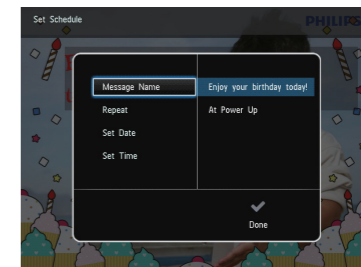 Set Schedule
PHILIPS
Message Name
Enjoy your birthday today!
Repeat
At Power Up
Set Date
Set Time
Done